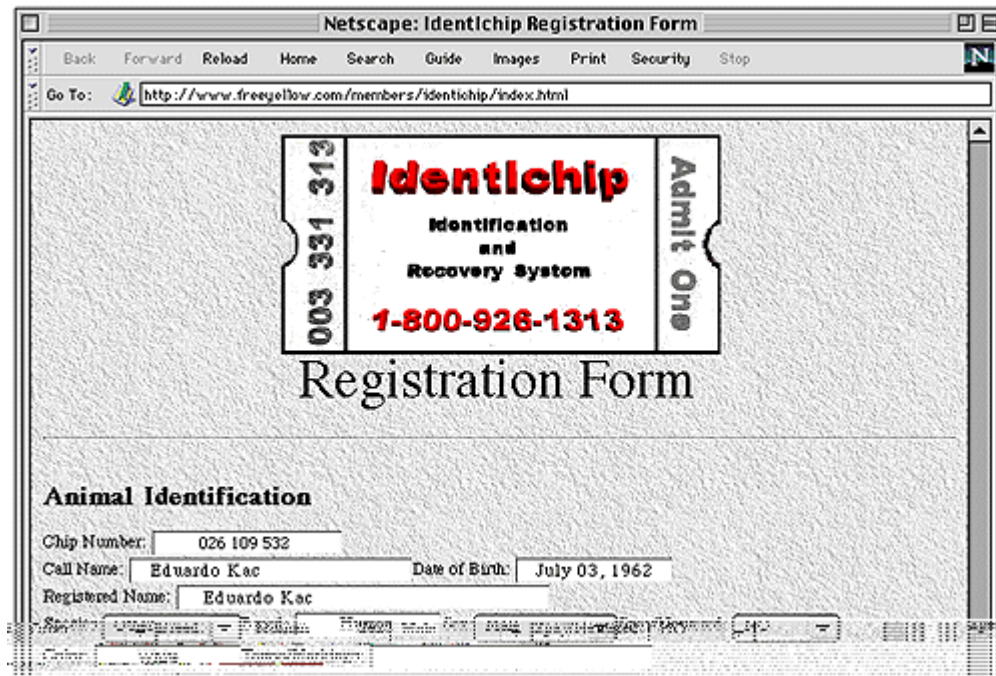 Netscape: IdentIchip Registration Form
Back Forward Reload Home Search Guide Images Print Security Stop
N
Go To: http://www.freeyellow.com/members/identichip/index.html
003 331 313
IdentIchip
Identification
and
Recovery System
1-800-926-1313
Admit One
Registration Form
Animal Identification
Chip Number: 026 109 532
Call Name: Eduardo Kac Date of Birth: July 03, 1962
Registered Name: Eduardo Kac
Human